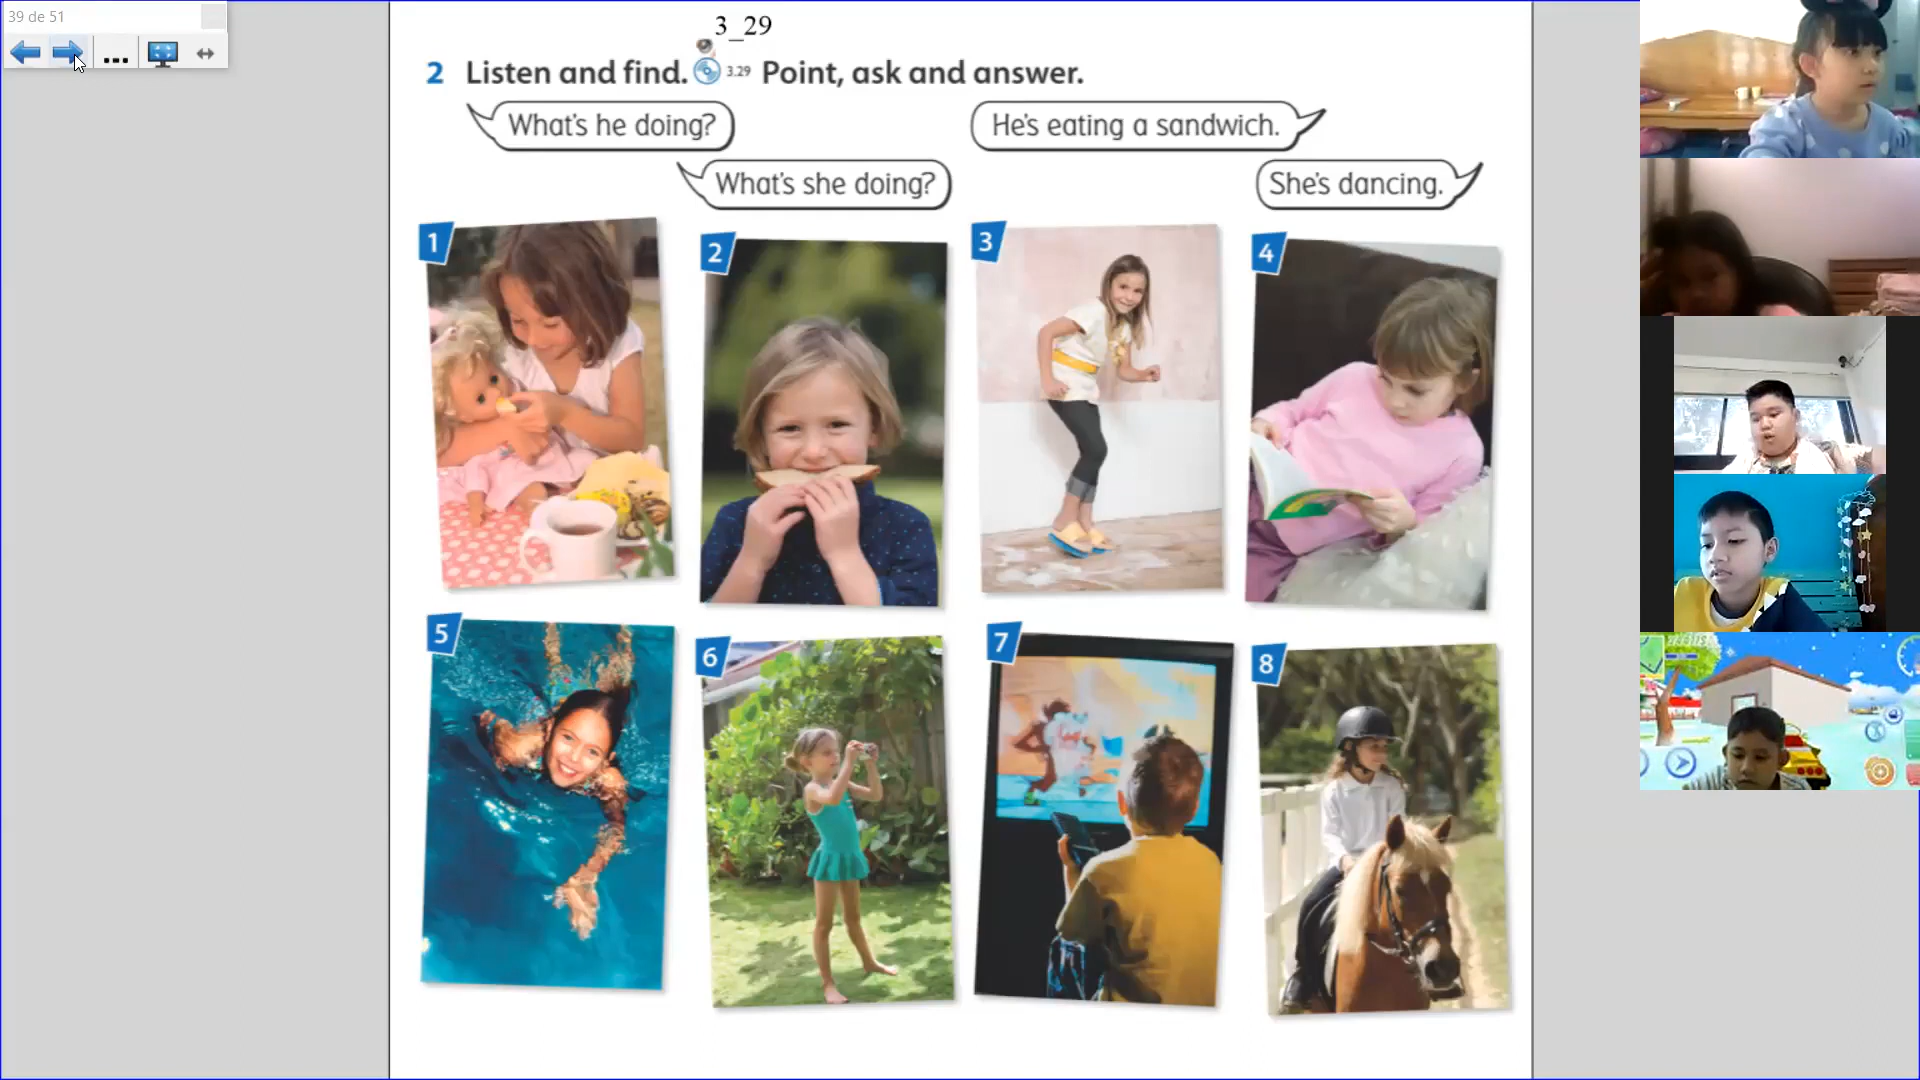 39 de 51
...
3_29
2 Listen and find. 3.29 Point, ask and answer.
What's he doing?
He's eating a sandwich.
What's she doing?
She's dancing.
1
2
3
4
5
6
7
8